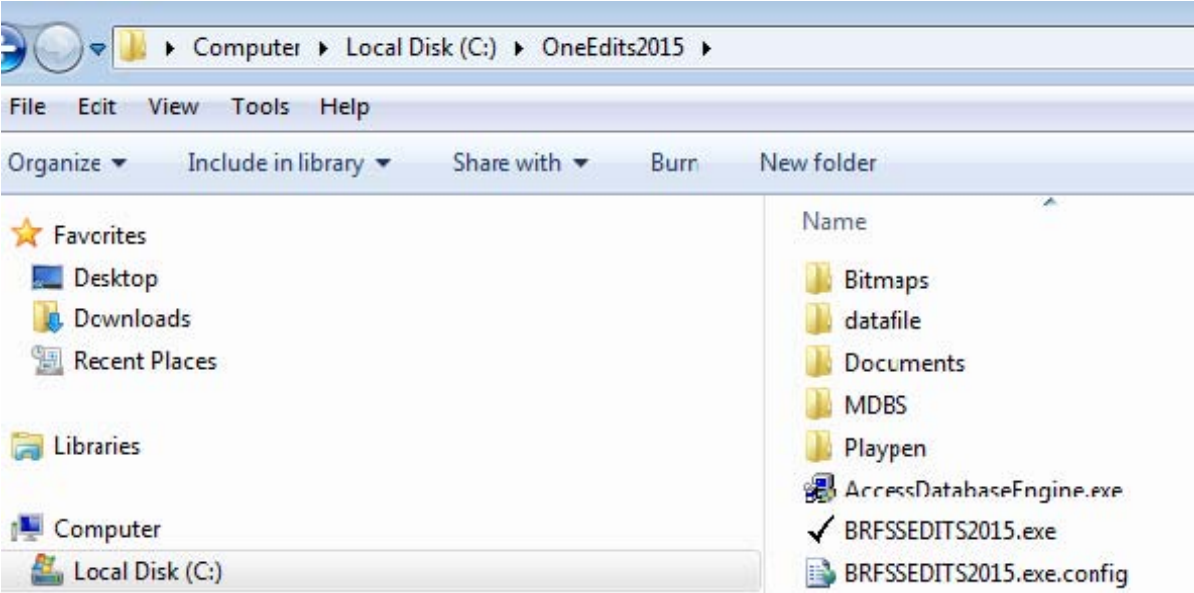 Computer Local Disk (C:) OneEdits2015
File Edit View Tools Help
Organize Include in library Share with Burn New folder
Favorites
Desktop
Downloads
Recent Places
Libraries
Computer
Local Disk (C:)
Name
Bitmaps
datafile
Documents
MDBS
Playpen
AccessDatabaseEngine.exe
BRFSSEDITS2015.exe
BRFSSEDITS2015.exe.config